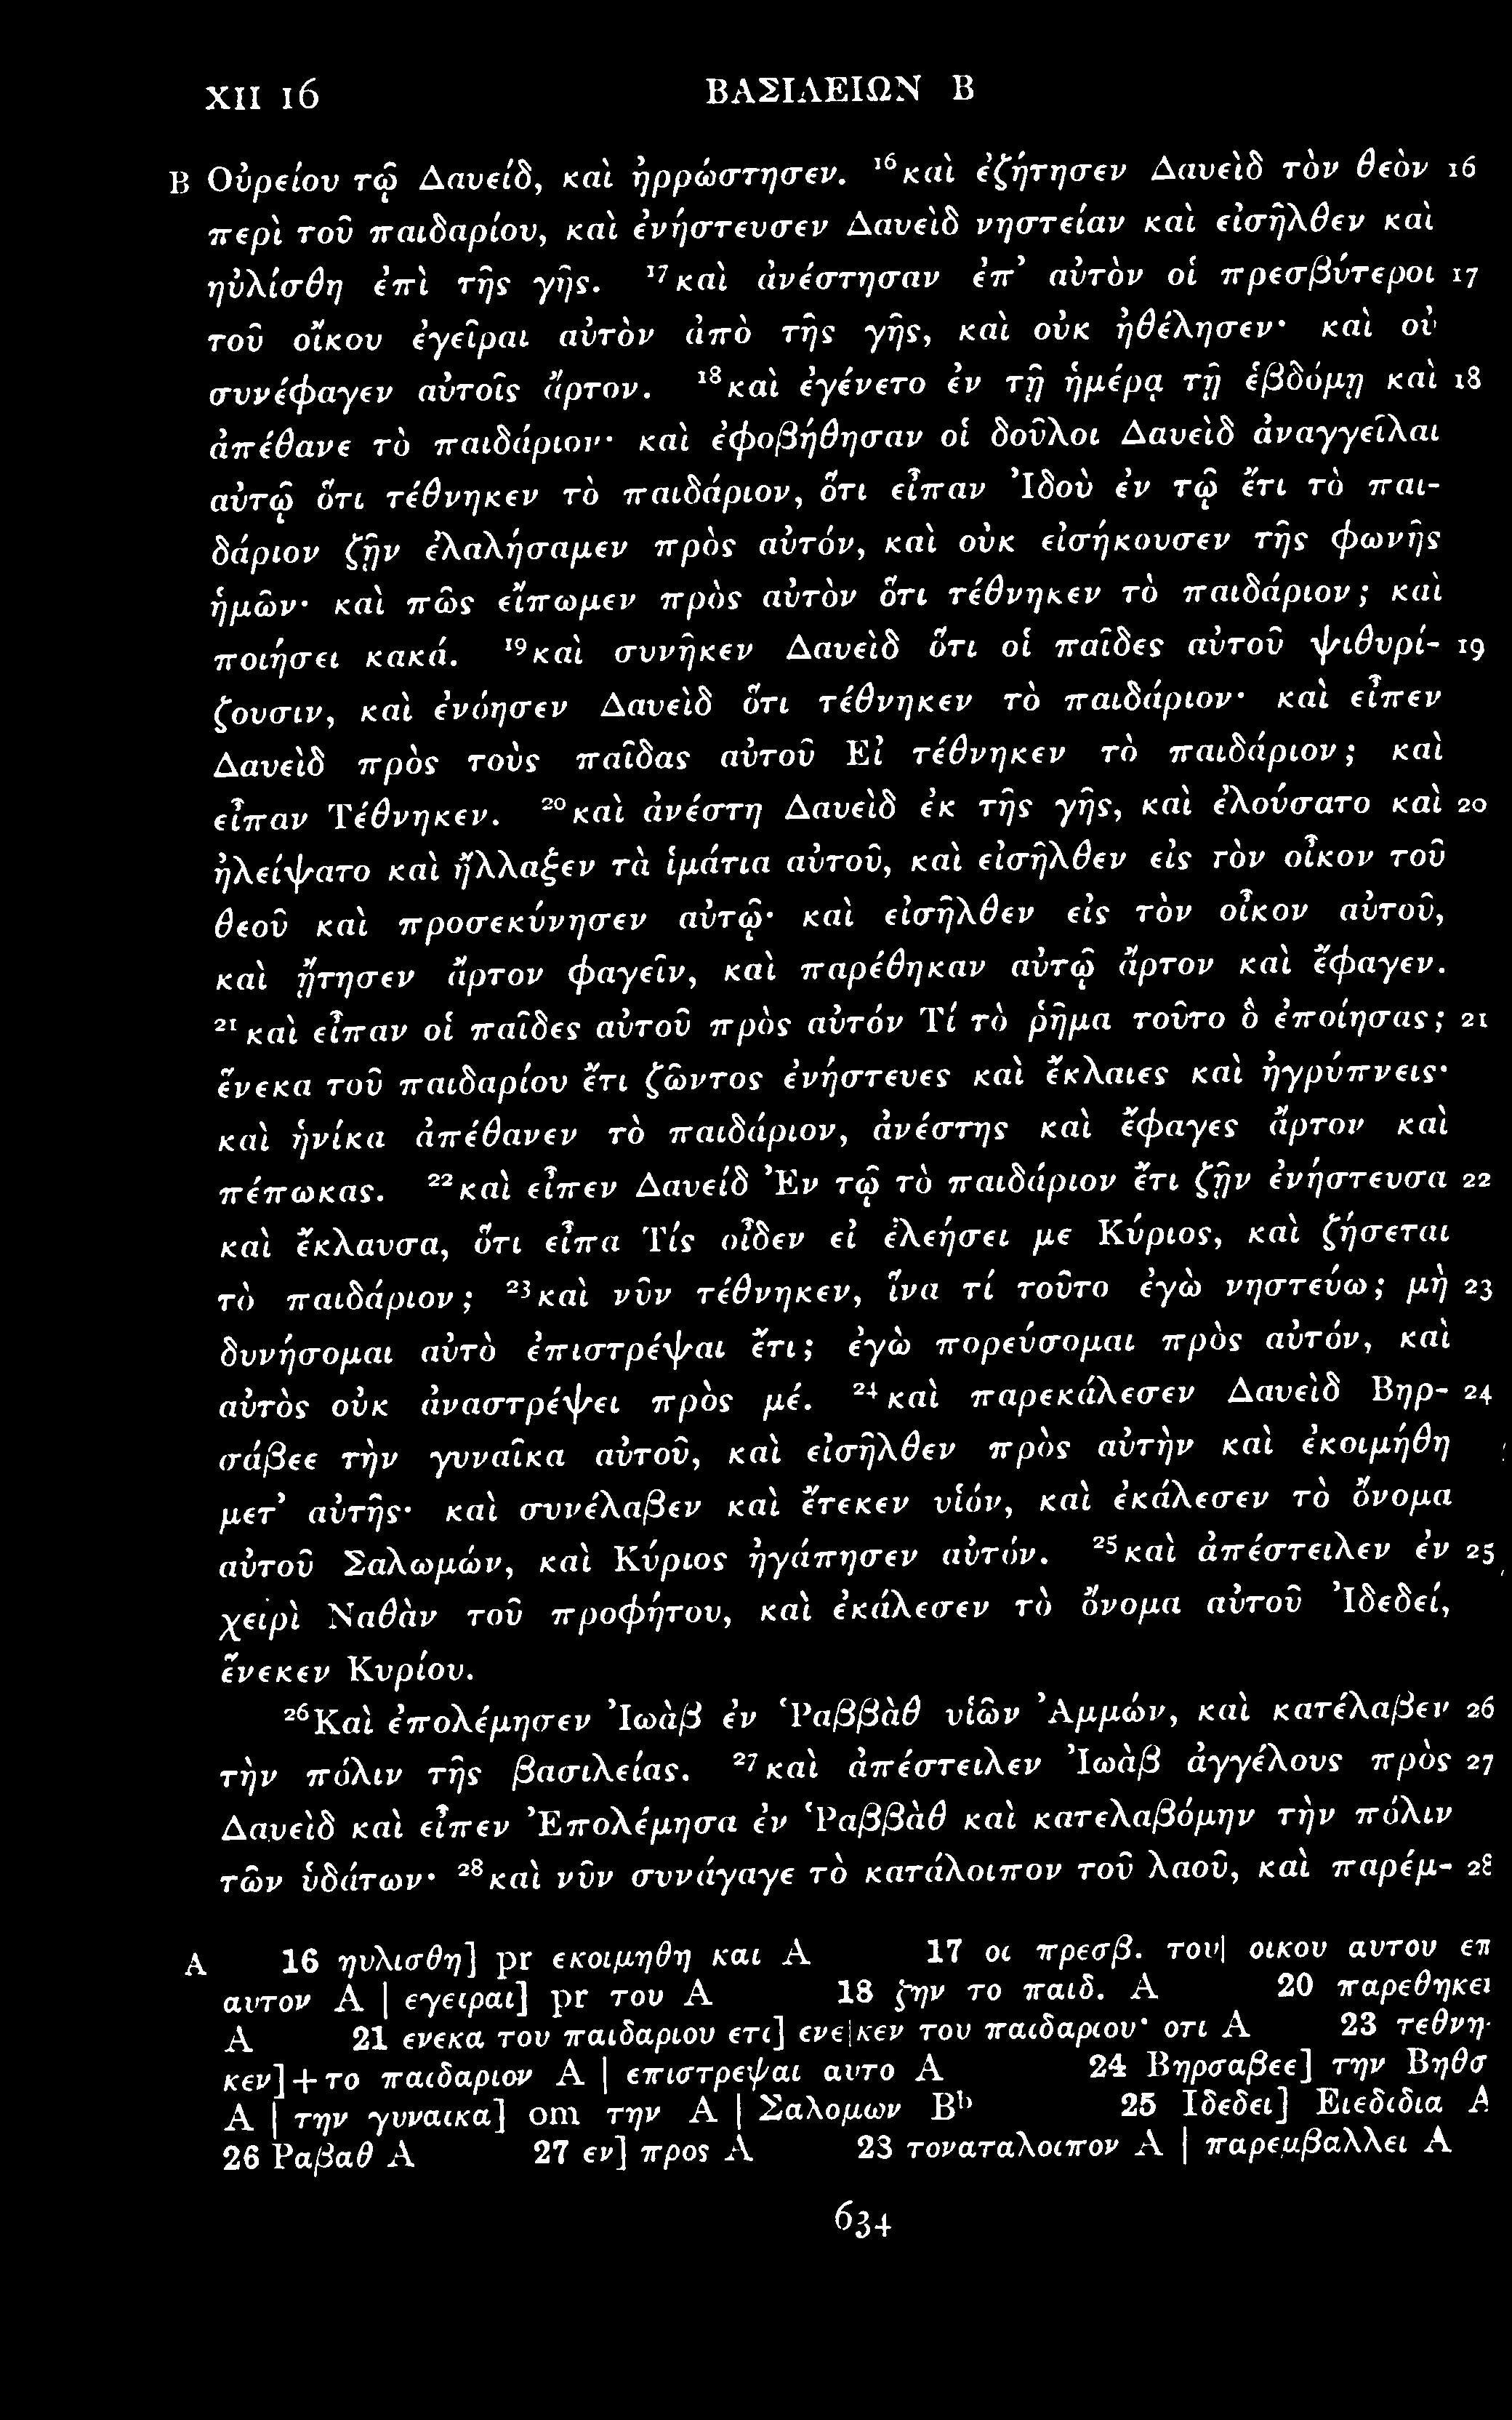 XII 16 ΒΑΣΙΛΕΙΩΝ Β
B Οὐρείου τῷ Δαυείδ, καὶ ἠρρώστησεν. ¹⁶καὶ ἐζήτησεν Δαυεὶδ τὸν θεὸν 16
περὶ τοῦ παιδαρίου, καὶ ἐνήστευσεν Δαυεὶδ νηστείαν καὶ εἰσῆλθεν καὶ
ηὐλίσθη ἐπὶ τῆς γῆς. ¹⁷καὶ ἀνέστησαν ἐπ’ αὐτὸν οἱ πρεσβύτεροι 17
τοῦ οἴκου ἐγεῖραι αὐτὸν ἀπὸ τῆς γῆς, καὶ οὐκ ἠθέλησεν· καὶ οὐ
συνέφαγεν αὐτοῖς ἄρτον. ¹⁸καὶ ἐγένετο ἐν τῇ ἡμέρᾳ τῇ ἑβδόμῃ καὶ 18
ἀπέθανε τὸ παιδάριον· καὶ ἐφοβήθησαν οἱ δοῦλοι Δαυεὶδ ἀναγγεῖλαι
αὐτῷ ὅτι τέθνηκεν τὸ παιδάριον, ὅτι εἶπαν Ἰδοὺ ἐν τῷ ἔτι τὸ παι-
δάριον ζῇν ἐλαλήσαμεν πρὸς αὐτόν, καὶ οὐκ εἰσήκουσεν τῆς φωνῆς
ἡμῶν· καὶ πῶς εἴπωμεν πρὸς αὐτὸν ὅτι τέθνηκεν τὸ παιδάριον; καὶ
ποιήσει κακά. ¹⁹καὶ συνῆκεν Δαυεὶδ ὅτι οἱ παῖδες αὐτοῦ ψιθυρί- 19
ζουσιν, καὶ ἐνόησεν Δαυεὶδ ὅτι τέθνηκεν τὸ παιδάριον· καὶ εἶπεν
Δαυεὶδ πρὸς τοὺς παῖδας αὐτοῦ Εἰ τέθνηκεν τὸ παιδάριον; καὶ
εἶπαν Τέθνηκεν. ²⁰καὶ ἀνέστη Δαυεὶδ ἐκ τῆς γῆς, καὶ ἐλούσατο καὶ 20
ἠλείψατο καὶ ἤλλαξεν τὰ ἱμάτια αὐτοῦ, καὶ εἰσῆλθεν εἰς τὸν οἶκον τοῦ
θεοῦ καὶ προσεκύνησεν αὐτῷ· καὶ εἰσῆλθεν εἰς τὸν οἶκον αὐτοῦ,
καὶ ᾔτησεν ἄρτον φαγεῖν, καὶ παρέθηκαν αὐτῷ ἄρτον καὶ ἔφαγεν.
²¹καὶ εἶπαν οἱ παῖδες αὐτοῦ πρὸς αὐτόν Τί τὸ ῥῆμα τοῦτο ὃ ἐποίησας; 21
ἕνεκα τοῦ παιδαρίου ἔτι ζῶντος ἐνήστευες καὶ ἔκλαιες καὶ ἠγρύπνεις·
καὶ ἡνίκα ἀπέθανεν τὸ παιδάριον, ἀνέστης καὶ ἔφαγες ἄρτον καὶ
πέπωκας. ²²καὶ εἶπεν Δαυείδ Ἐν τῷ τὸ παιδάριον ἔτι ζῇν ἐνήστευσα 22
καὶ ἔκλαυσα, ὅτι εἶπα Τίς οἶδεν εἰ ἐλεήσει με Κύριος, καὶ ζήσεται
τὸ παιδάριον; ²³καὶ νῦν τέθνηκεν, ἵνα τί τοῦτο ἐγὼ νηστεύω; μὴ 23
δυνήσομαι αὐτὸ ἐπιστρέψαι ἔτι; ἐγὼ πορεύσομαι πρὸς αὐτόν, καὶ
αὐτὸς οὐκ ἀναστρέψει πρὸς μέ. ²⁴καὶ παρεκάλεσεν Δαυεὶδ Βηρ- 24
σάβεε τὴν γυναῖκα αὐτοῦ, καὶ εἰσῆλθεν πρὸς αὐτὴν καὶ ἐκοιμήθη
μετ’ αὐτῆς· καὶ συνέλαβεν καὶ ἔτεκεν υἱόν, καὶ ἐκάλεσεν τὸ ὄνομα
αὐτοῦ Σαλωμών, καὶ Κύριος ἠγάπησεν αὐτόν. ²⁵καὶ ἀπέστειλεν ἐν 25
χειρὶ Ναθὰν τοῦ προφήτου, καὶ ἐκάλεσεν τὸ ὄνομα αὐτοῦ Ἰδεδεί,
ἕνεκεν Κυρίου.
²⁶Καὶ ἐπολέμησεν Ἰωὰβ ἐν Ῥαββὰθ υἱῶν Ἀμμών, καὶ κατέλαβεν 26
τὴν πόλιν τῆς βασιλείας. ²⁷καὶ ἀπέστειλεν Ἰωὰβ ἀγγέλους πρὸς 27
Δαυεὶδ καὶ εἶπεν Ἐπολέμησα ἐν Ῥαββὰθ καὶ κατελαβόμην τὴν πόλιν
τῶν ὑδάτων· ²⁸καὶ νῦν συνάγαγε τὸ κατάλοιπον τοῦ λαοῦ, καὶ παρέμ- 28
A 16 ηυλισθη] pr εκοιμηθη και A 17 οι πρεσβ. του| οικου αυτου επ
αυτον A | εγειραι] pr του A 18 ζην το παιδ. A 20 παρεθηκει
A 21 ενεκα του παιδαριου ετι] ενε|κεν του παιδαριου· οτι A 23 τεθνη-
κεν]+το παιδαριον A | επιστρεψαι αυτο A 24 Βηρσαβεε] την Βηθσ
A | την γυναικα] om την A | Σαλομων Bᵇ 25 Ιδεδει] Ειεδιδια A
26 Ραβαθ A 27 εν] προς A 28 τοναταλοιπον A | παρεμβαλλει A
634